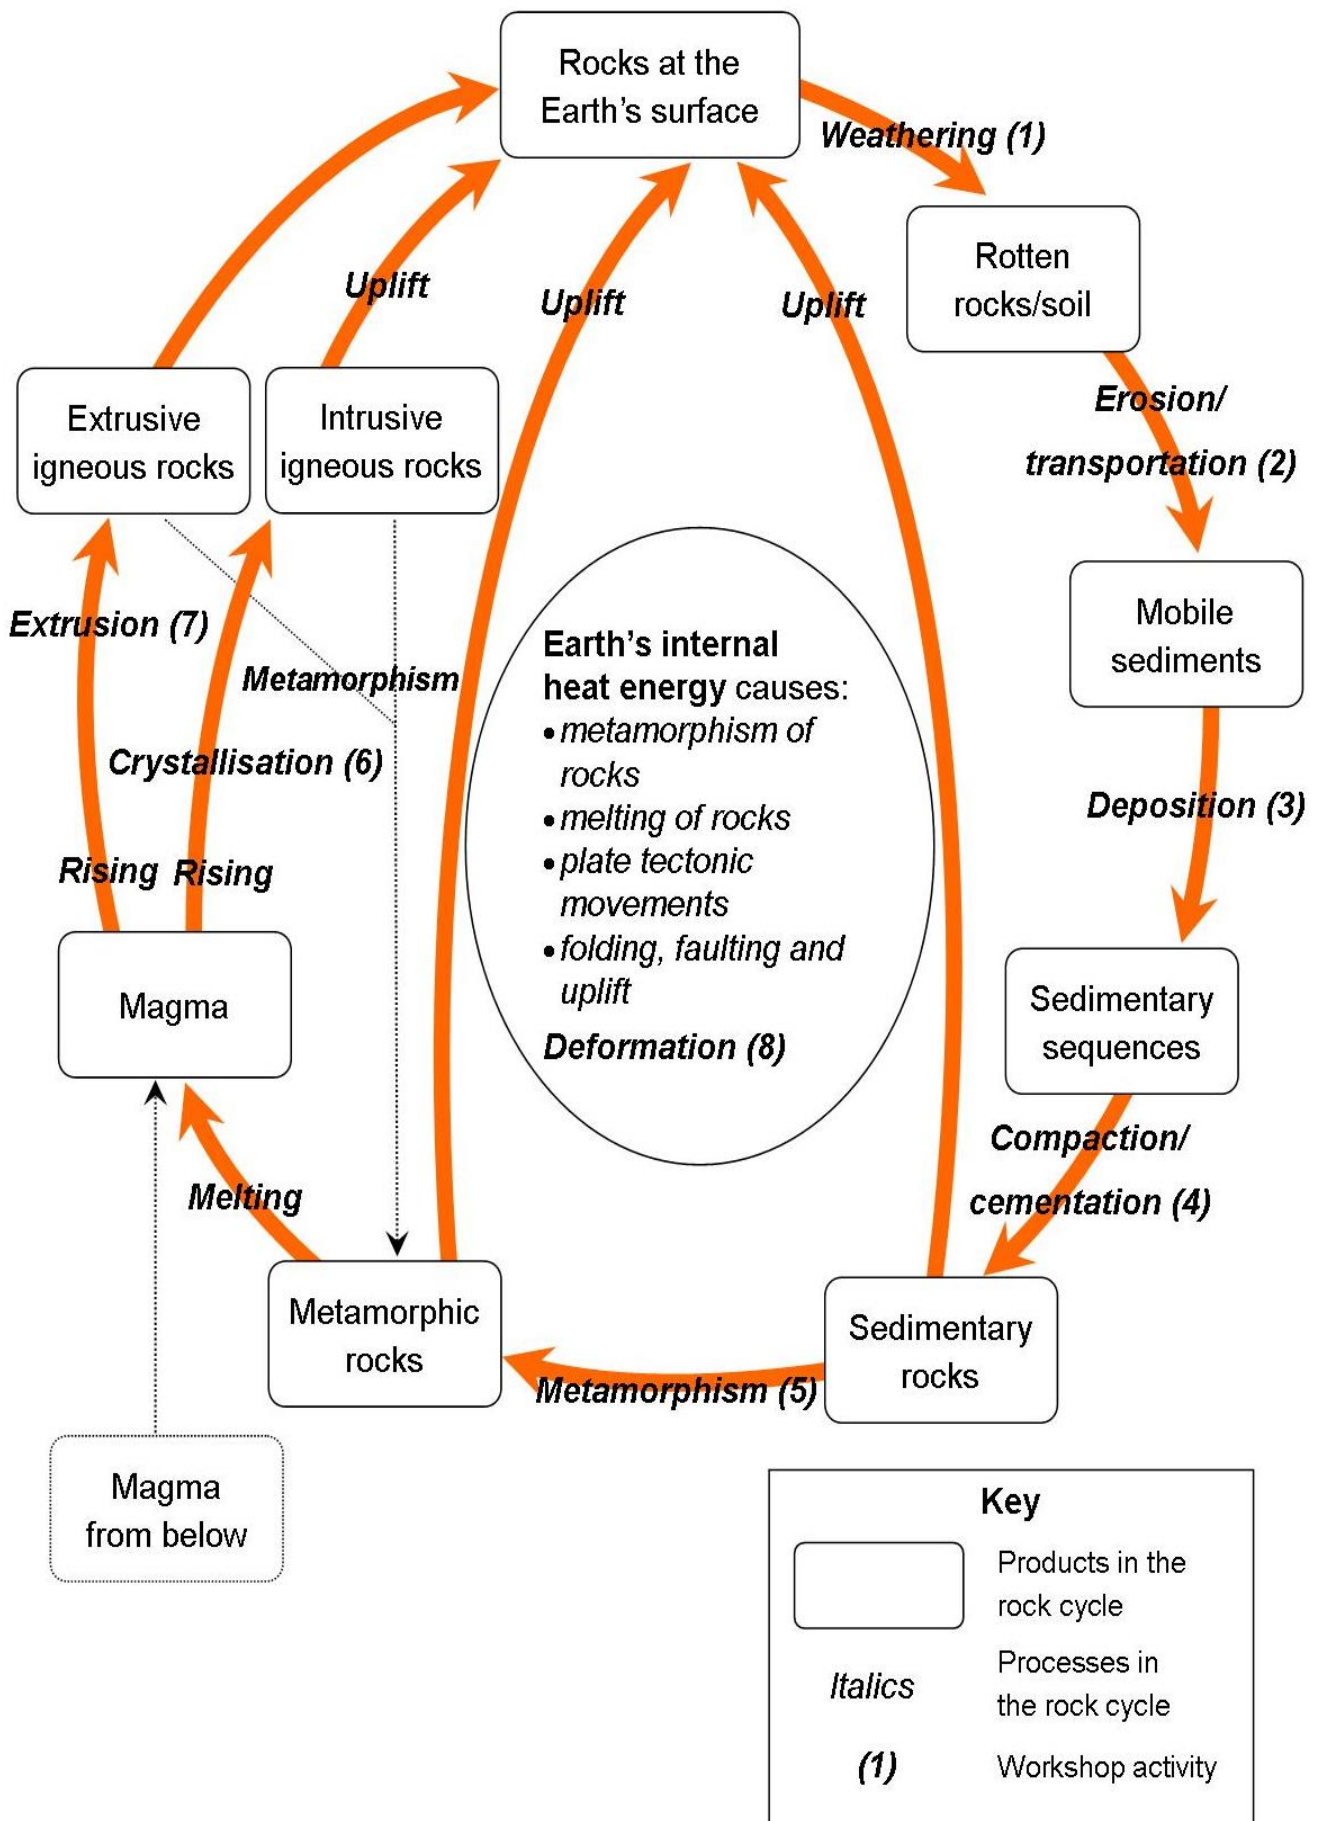 Rocks at the
Earth's surface
Weathering (1)
Rotten
rocks/soil
Uplift
Uplift
Uplift
Erosion/
transportation (2)
Extrusive
igneous rocks
Intrusive
igneous rocks
Mobile
sediments
Extrusion (7)
Metamorphism
Crystallisation (6)
Rising
Rising
Earth's internal
heat energy causes:
• metamorphism of
rocks
• melting of rocks
• plate tectonic
movements
• folding, faulting and
uplift
Deformation (8)
Deposition (3)
Magma
Sedimentary
sequences
Compaction/
cementation (4)
Melting
Metamorphic
rocks
Metamorphism (5)
Sedimentary
rocks
Magma
from below
Key
Products in the
rock cycle
Italics
Processes in
the rock cycle
(1)
Workshop activity